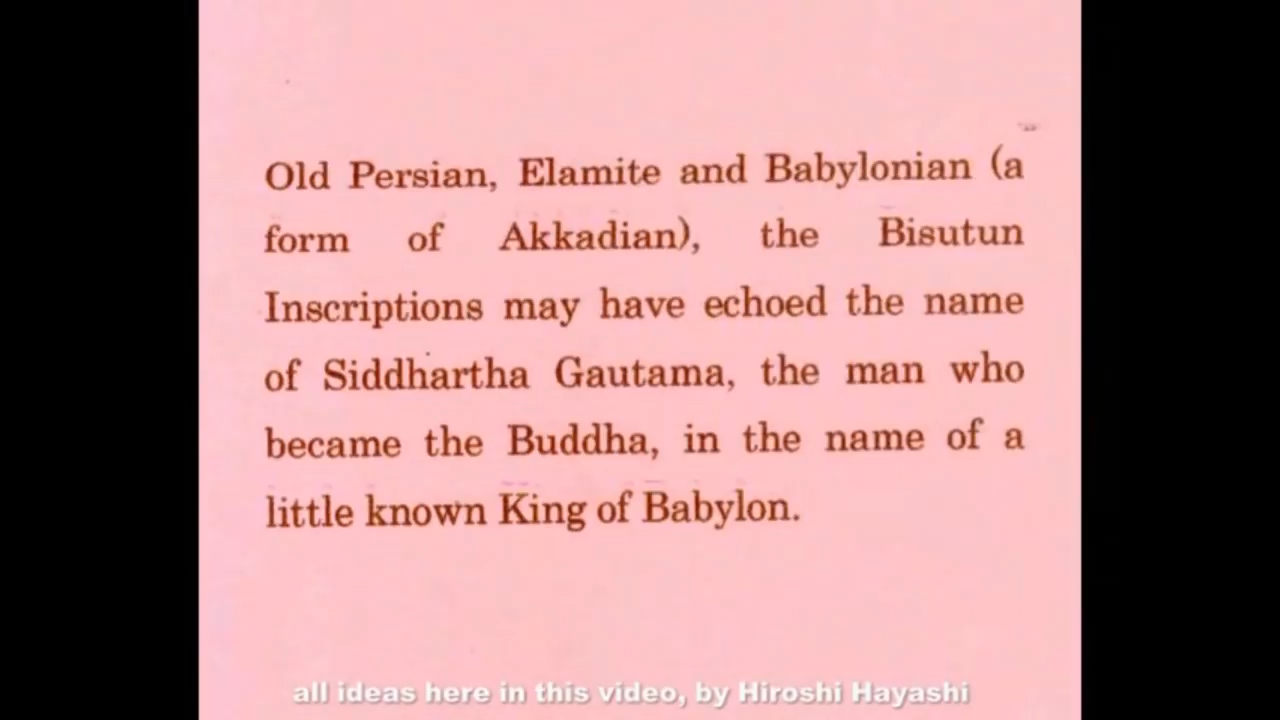 Old Persian, Elamite and Babylonian (a
form of Akkadian), the Bisutun
Inscriptions may have echoed the name
of Siddhartha Gautama, the man who
became the Buddha, in the name of a
little known King of Babylon.
all ideas here in this video, by Hiroshi Hayashi